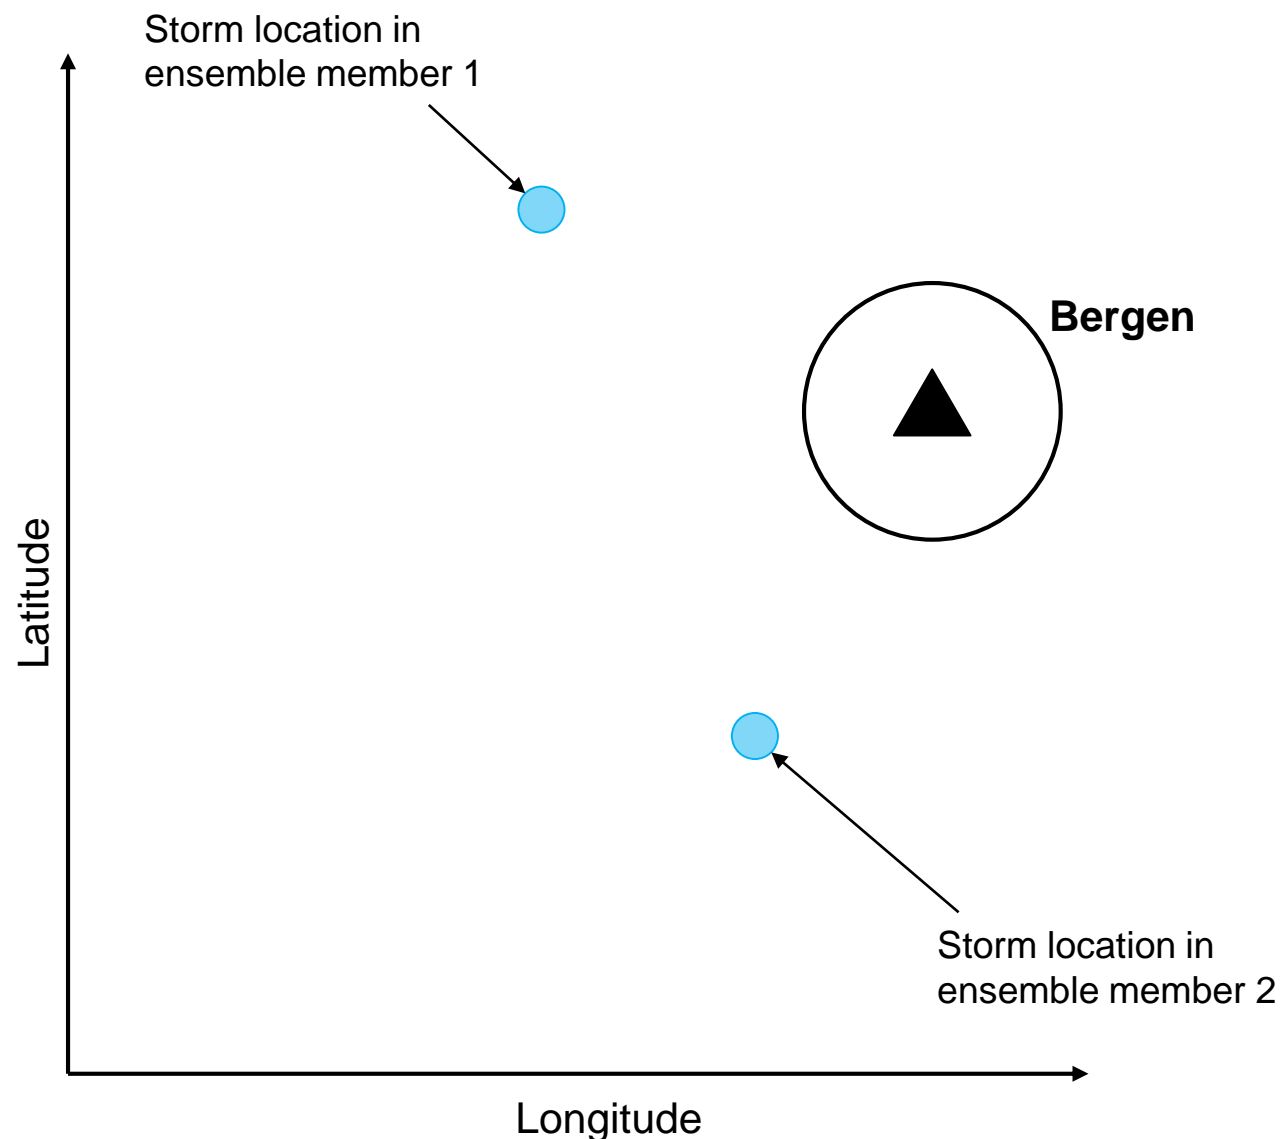 Storm location in
ensemble member 1
Bergen
Latitude
Storm location in
ensemble member 2
Longitude